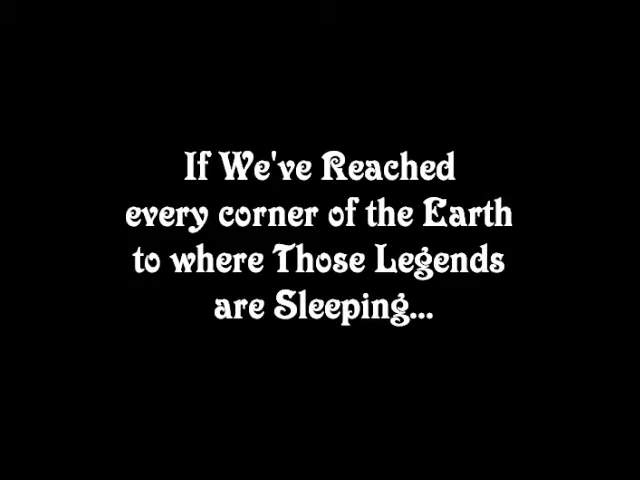 If We've Reached
every corner of the Earth
to where Those Legends
are Sleeping...